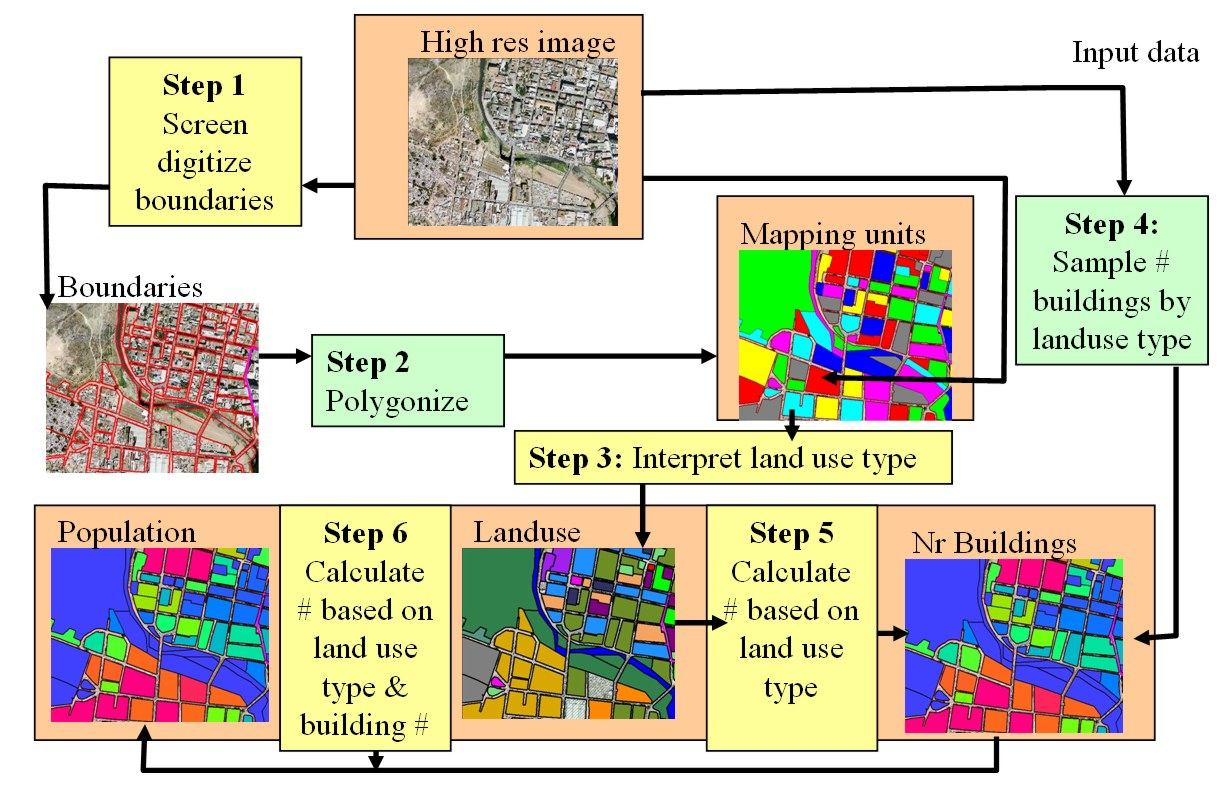 High res image
Input data
Step 1
Screen
digitize
boundaries
Mapping units
Step 4:
Sample #
buildings by
landuse type
Boundaries
Step 2
Polygonize
Step 3: Interpret land use type
Population
Step 6
Calculate
# based on
land use
type &
building #
Landuse
Step 5
Calculate
# based on
land use
type
Nr Buildings